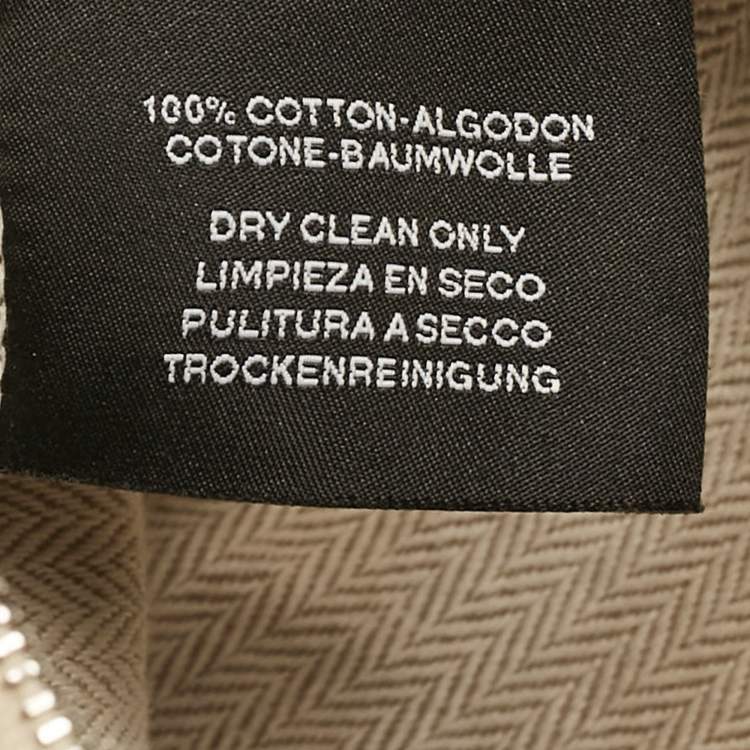 100% COTTON-ALGODON
COTONE-BAUMWOLLE
DRY CLEAN ONLY
LIMPIEZA EN SECO
PULITURA A SECCO
TROCKENREINIGUNG